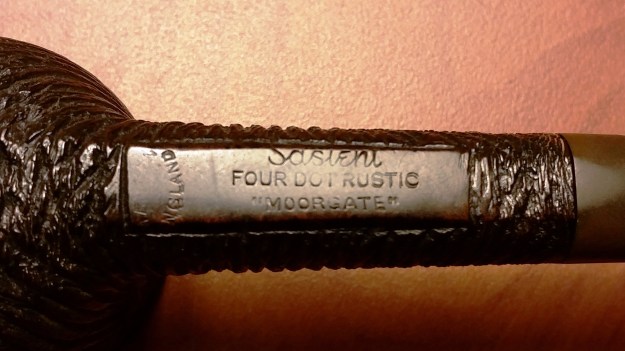 Sasieni
FOUR DOT RUSTIC
"MOORGATE"
ENGLAND